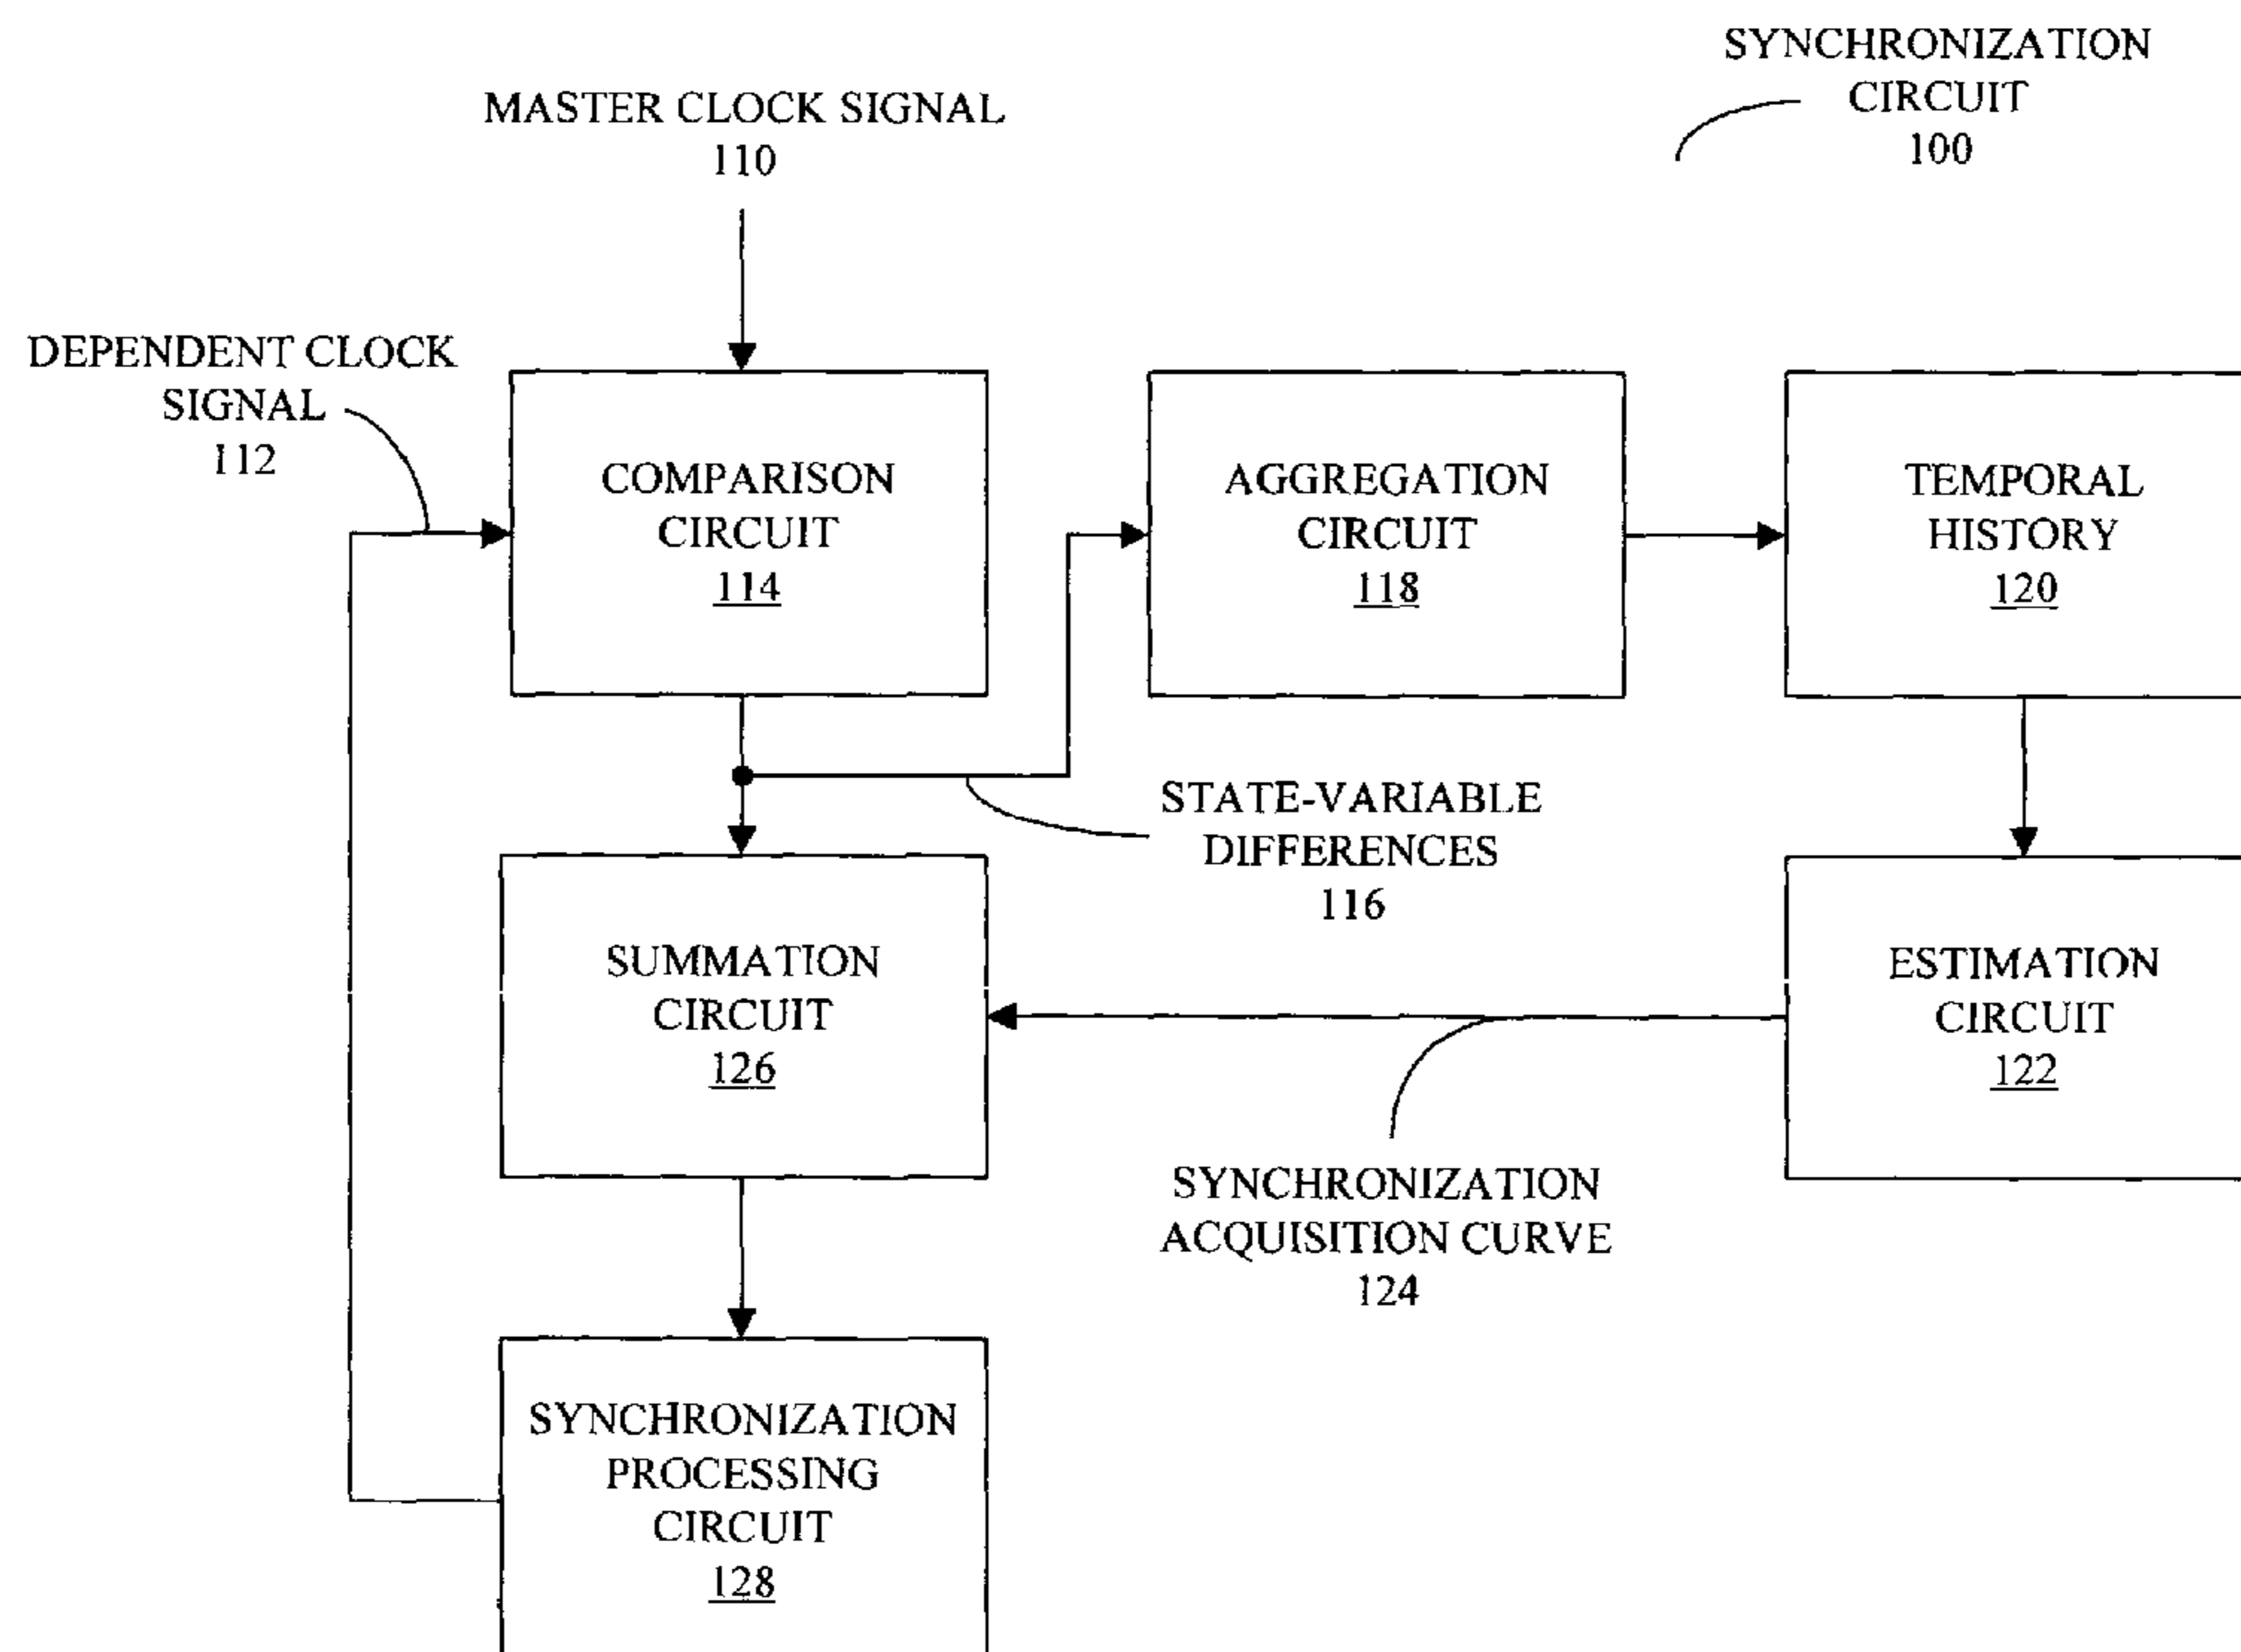 SYNCHRONIZATION
CIRCUIT
100
MASTER CLOCK SIGNAL
110
DEPENDENT CLOCK
SIGNAL
112
COMPARISON
CIRCUIT
114
AGGREGATION
CIRCUIT
118
TEMPORAL
HISTORY
120
STATE-VARIABLE
DIFFERENCES
116
SUMMATION
CIRCUIT
126
ESTIMATION
CIRCUIT
122
SYNCHRONIZATION
ACQUISITION CURVE
124
SYNCHRONIZATION
PROCESSING
CIRCUIT
128